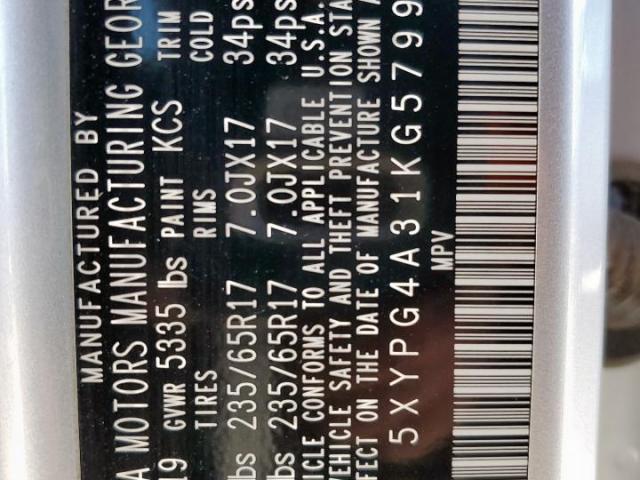 MANUFACTURED BY
A MOTORS MANUFACTURING GEOR
19 GVWR 5335 lbs PAINT KCS TRIM
TIRES RIMS COLD
lbs 235/65R17 7.0JX17 34ps
lbs 235/65R17 7.0JX17 34ps
ICLE CONFORMS TO ALL APPLICABLE U.S.A.
VEHICLE SAFETY AND THEFT PREVENTION STA
FECT ON THE DATE OF MANUFACTURE SHOWN A
5XYPG4A31KG5799
MPV